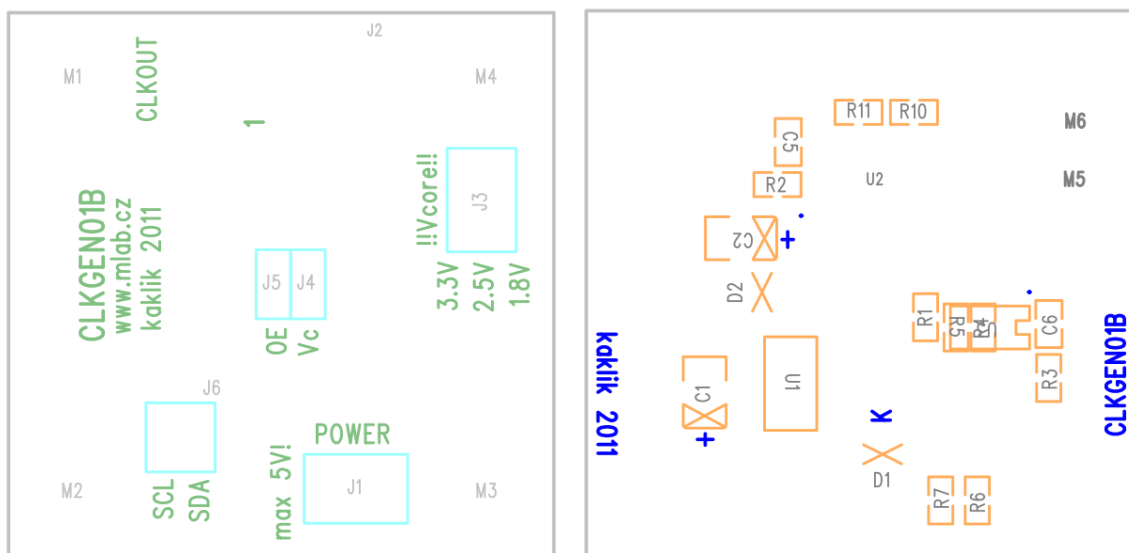 J2
M1
M4
CLKOUT
1
!!Vcore!!
J3
3.3V
2.5V
1.8V
CLKGEN01B
www.mlab.cz
kaklik 2011
J5
J4
OE
Vc
J6
SCL
SDA
POWER
max 5V!
J1
M2
M3
R11
R10
M6
C5
R2
U2
M5
C2
+
D2
R1
R5
R4
C6
kaklik 2011
C1
+
U1
K
R3
CLKGEN01B
D1
R7
R6